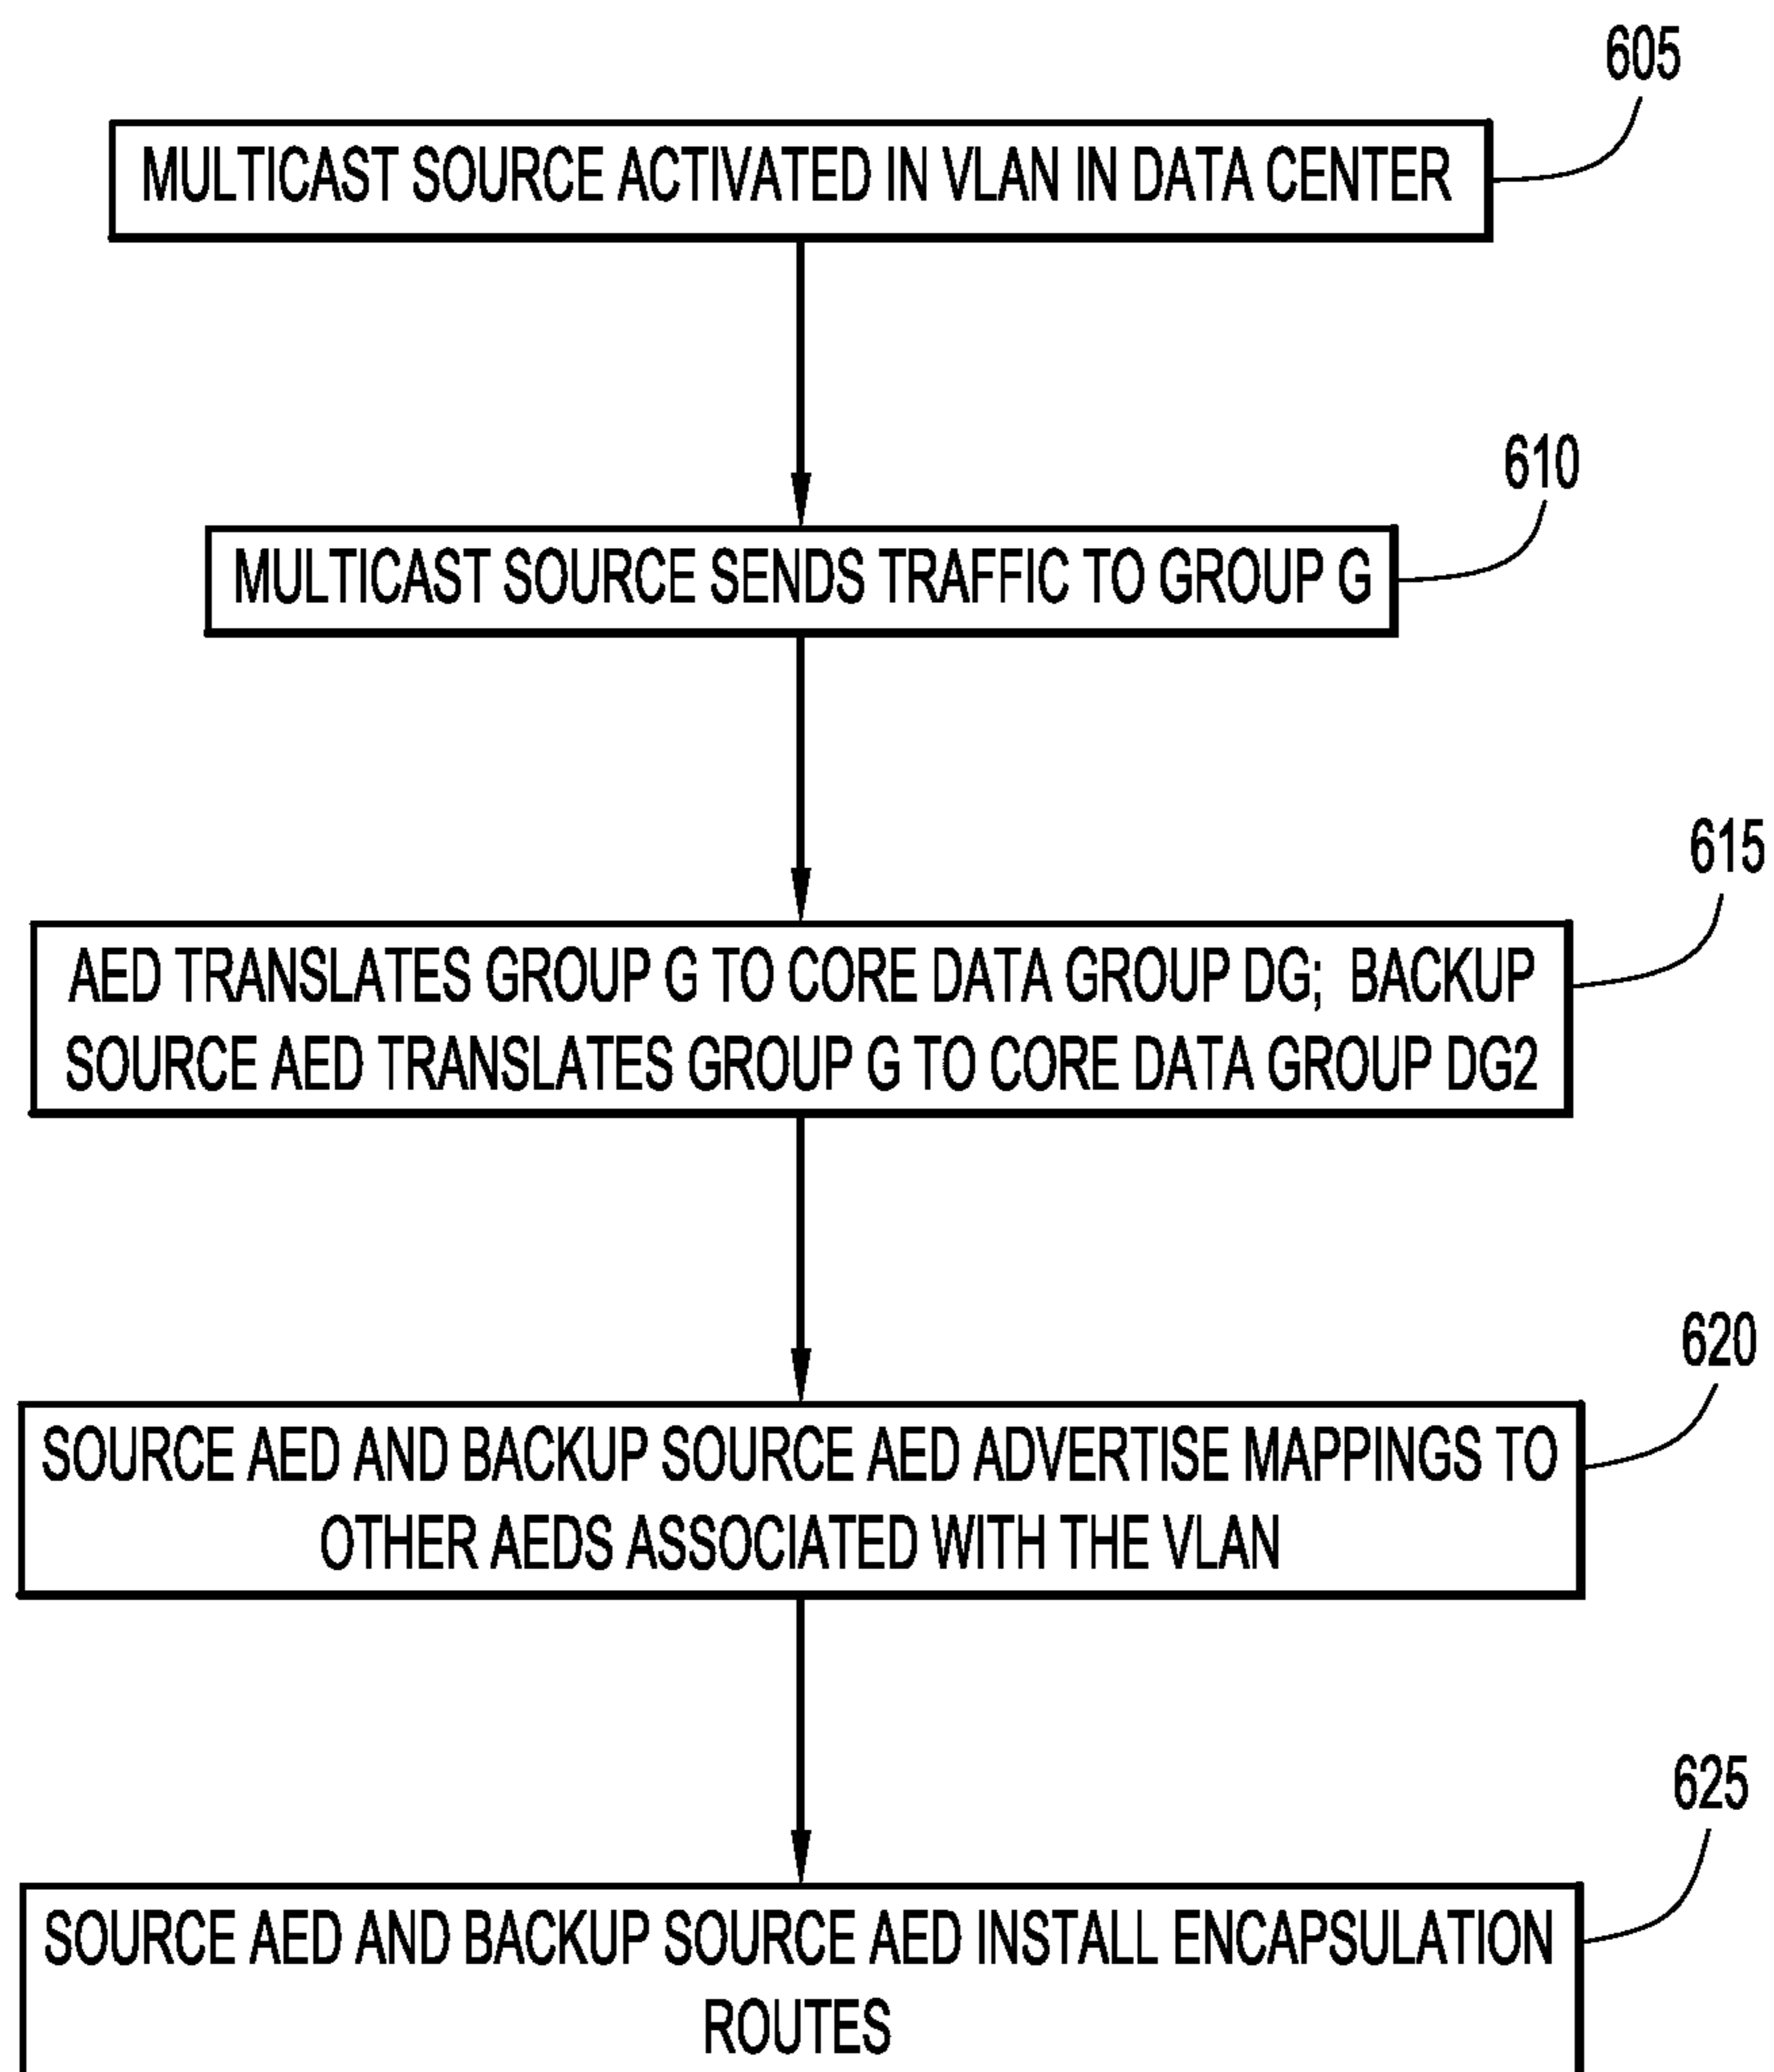 605
MULTICAST SOURCE ACTIVATED IN VLAN IN DATA CENTER
610
MULTICAST SOURCE SENDS TRAFFIC TO GROUP G
615
AED TRANSLATES GROUP G TO CORE DATA GROUP DG; BACKUP
SOURCE AED TRANSLATES GROUP G TO CORE DATA GROUP DG2
620
SOURCE AED AND BACKUP SOURCE AED ADVERTISE MAPPINGS TO
OTHER AEDS ASSOCIATED WITH THE VLAN
625
SOURCE AED AND BACKUP SOURCE AED INSTALL ENCAPSULATION
ROUTES